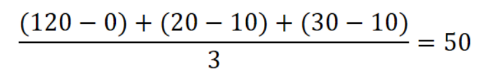 (120 − 0) + (20 − 10) + (30 − 10)
3
= 50